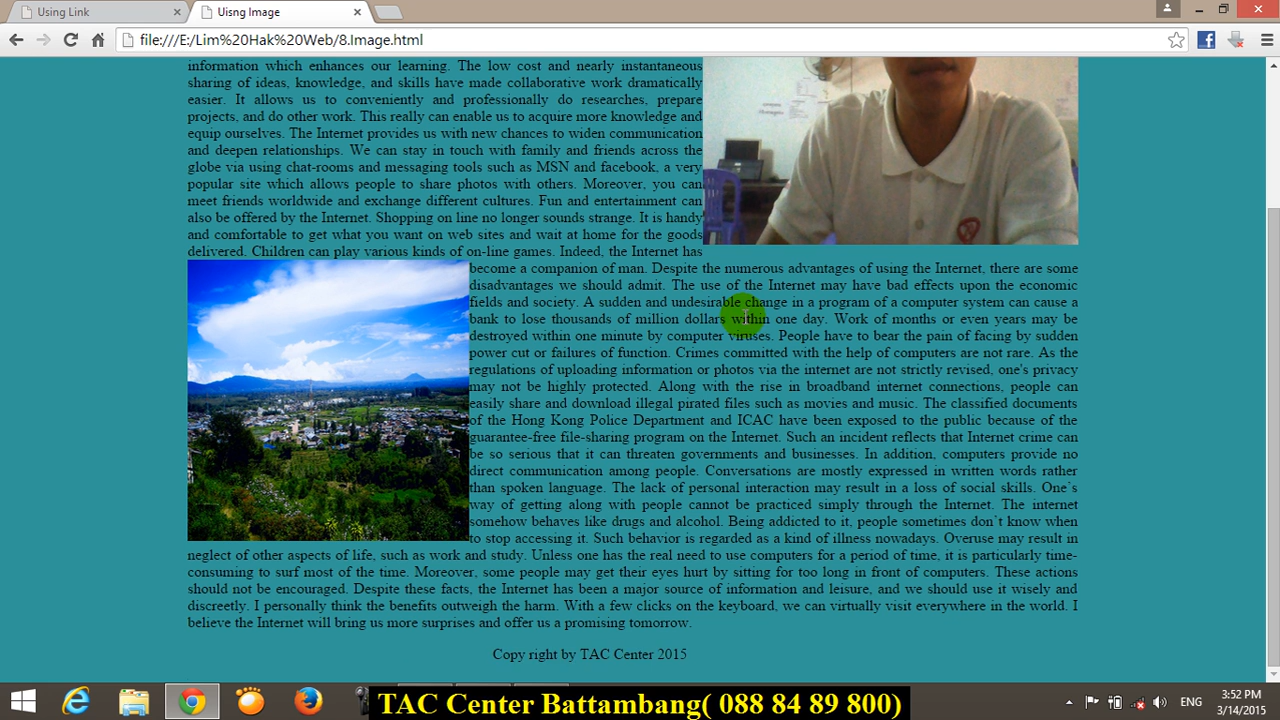 Using Link
Uisng Image
file:///E:/Lim%20Hak%20Web/8.Image.html
information which enhances our learning. The low cost and nearly instantaneous
sharing of ideas, knowledge, and skills have made collaborative work dramatically
easier. It allows us to conveniently and professionally do researches, prepare
projects, and do other work. This really can enable us to acquire more knowledge and
equip ourselves. The Internet provides us with new chances to widen communication
and deepen relationships. We can stay in touch with family and friends across the
globe via using chat-rooms and messaging tools such as MSN and facebook, a very
popular site which allows people to share photos with others. Moreover, you can
meet friends worldwide and exchange different cultures. Fun and entertainment can
also be offered by the Internet. Shopping on line no longer sounds strange. It is handy
and comfortable to get what you want on web sites and wait at home for the goods
delivered. Children can play various kinds of on-line games. Indeed, the Internet has
become a companion of man. Despite the numerous advantages of using the Internet, there are some
disadvantages we should admit. The use of the Internet may have bad effects upon the economic
fields and society. A sudden and undesirable change in a program of a computer system can cause a
bank to lose thousands of million dollars within one day. Work of months or even years may be
destroyed within one minute by computer viruses. People have to bear the pain of facing by sudden
power cut or failures of function. Crimes committed with the help of computers are not rare. As the
regulations of uploading information or photos via the internet are not strictly revised, one's privacy
may not be highly protected. Along with the rise in broadband internet connections, people can
easily share and download illegal pirated files such as movies and music. The classified documents
of the Hong Kong Police Department and ICAC have been exposed to the public because of the
guarantee-free file-sharing program on the Internet. Such an incident reflects that Internet crime can
be so serious that it can threaten governments and businesses. In addition, computers provide no
direct communication among people. Conversations are mostly expressed in written words rather
than spoken language. The lack of personal interaction may result in a loss of social skills. One`s
way of getting along with people cannot be practiced simply through the Internet. The internet
somehow behaves like drugs and alcohol. Being addicted to it, people sometimes don`t know when
to stop accessing it. Such behavior is regarded as a kind of illness nowadays. Overuse may result in
neglect of other aspects of life, such as work and study. Unless one has the real need to use computers for a period of time, it is particularly time-
consuming to surf most of the time. Moreover, some people may get their eyes hurt by sitting for too long in front of computers. These actions
should not be encouraged. Despite these facts, the Internet has been a major source of information and leisure, and we should use it wisely and
discreetly. I personally think the benefits outweigh the harm. With a few clicks on the keyboard, we can virtually visit everywhere in the world. I
believe the Internet will bring us more surprises and offer us a promising tomorrow.
Copy right by TAC Center 2015
TAC Center Battambang( 088 84 89 800)
ENG
3:52 PM
3/14/2015